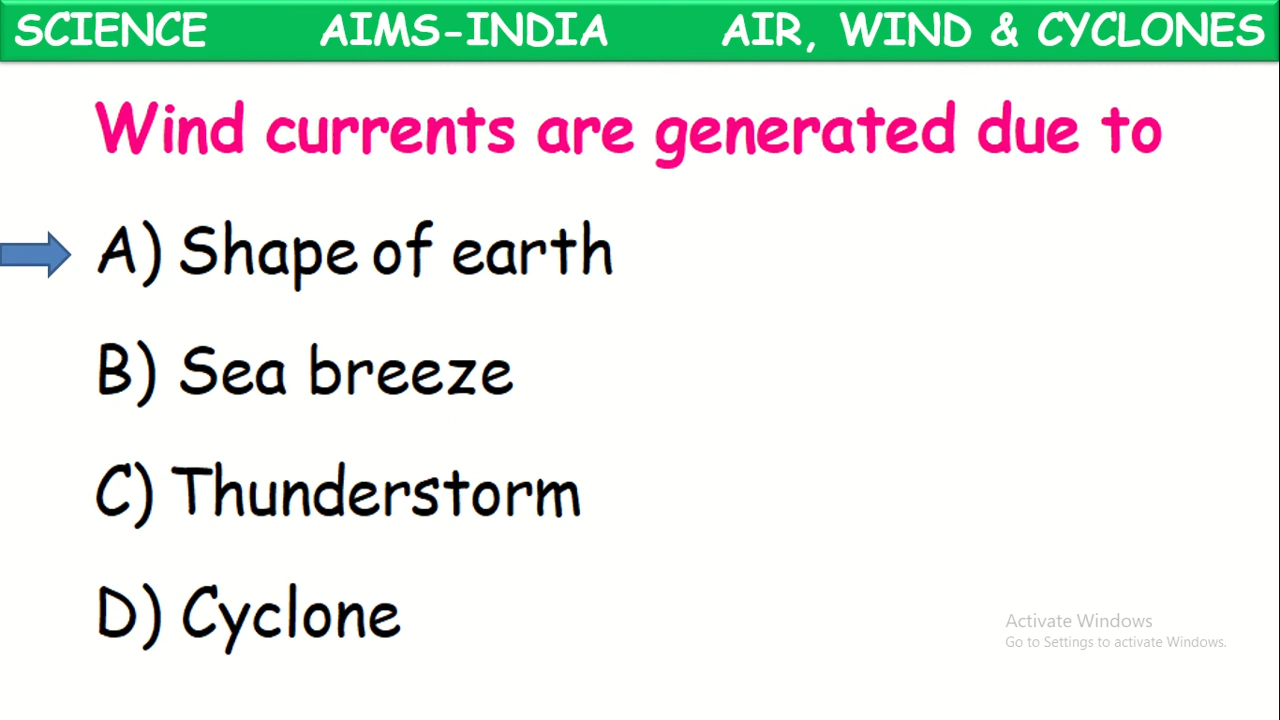 SCIENCE AIMS-INDIA AIR, WIND & CYCLONES
Wind currents are generated due to
A) Shape of earth
B) Sea breeze
C) Thunderstorm
D) Cyclone
Activate Windows
Go to Settings to activate Windows.